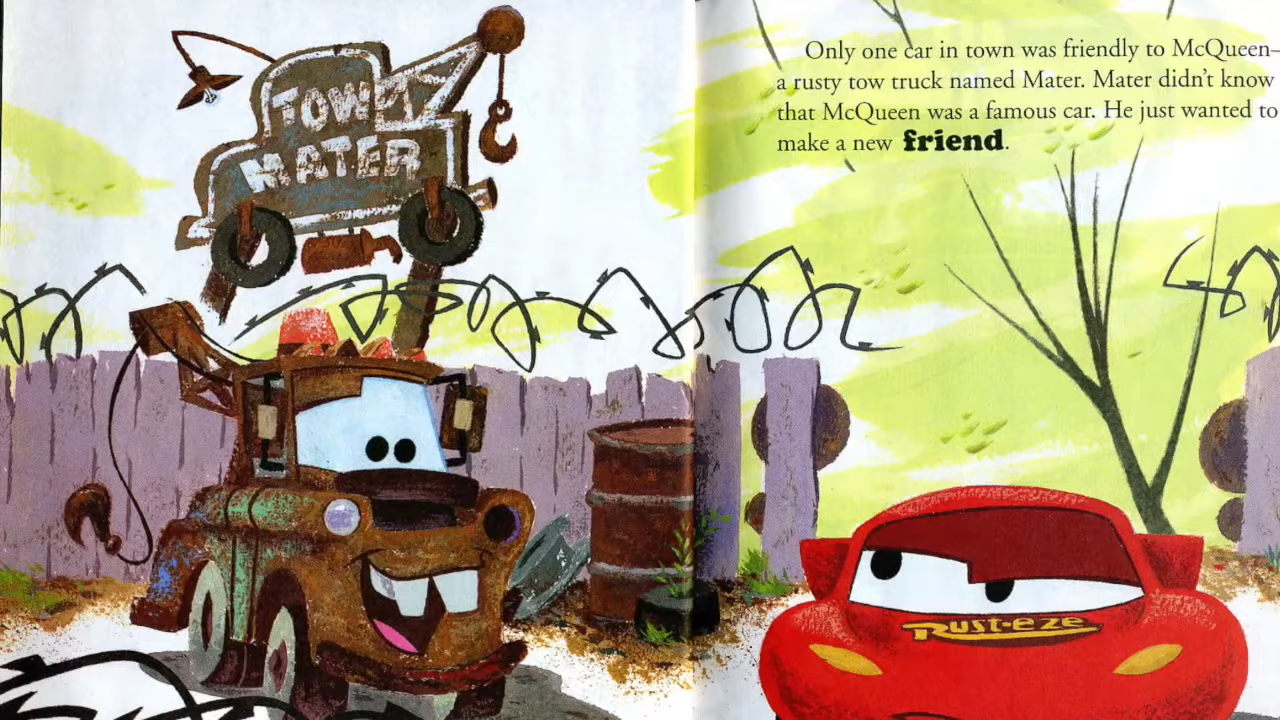 TOW
MATER
Only one car in town was friendly to McQueen–
a rusty tow truck named Mater. Mater didn't know
that McQueen was a famous car. He just wanted to
make a new friend.
RUST-EZE